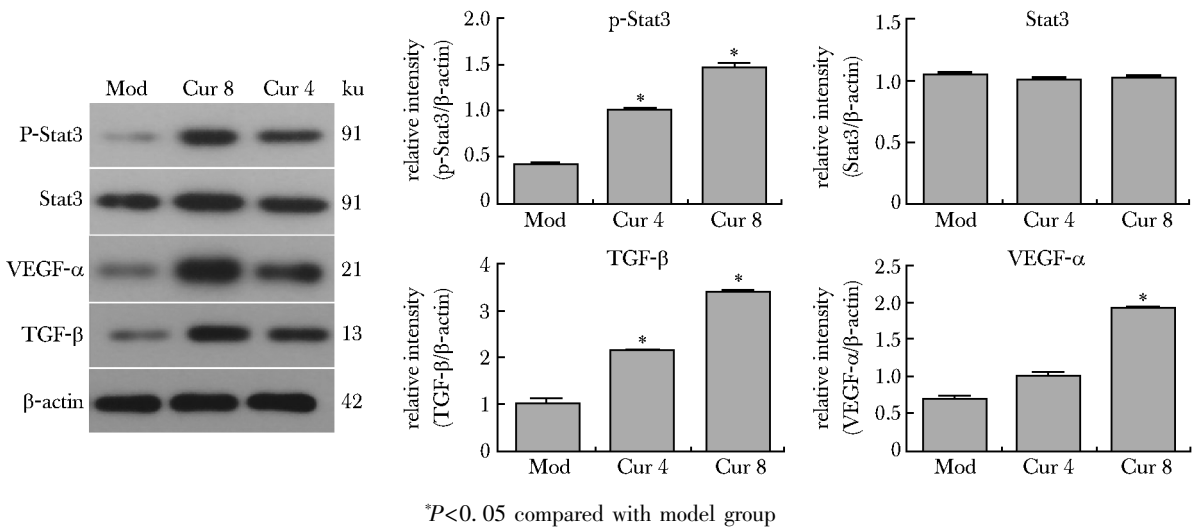 Mod Cur 8 Cur 4 ku
P-Stat3 91
Stat3 91
VEGF-α 21
TGF-β 13
β-actin 42
p-Stat3
relative intensity
(p-Stat3/β-actin)
2.0
1.5
1.0
0.5
0
*
*
Mod Cur 4 Cur 8
Stat3
relative intensity
(Stat3/β-actin)
1.5
1.0
0.5
0
Mod Cur 4 Cur 8
TGF-β
relative intensity
(TGF-β/β-actin)
4
3
2
1
0
*
*
Mod Cur 4 Cur 8
VEGF-α
relative intensity
(VEGF-α/β-actin)
2.5
2.0
1.0
0.5
0
*
Mod Cur 4 Cur 8
*P<0. 05 compared with model group